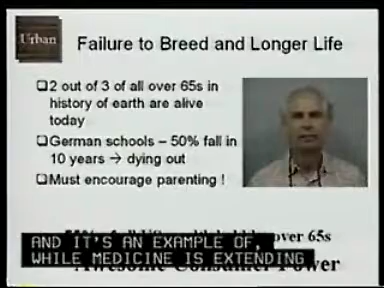 Urban
Failure to Breed and Longer Life
2 out of 3 of all over 65s in
history of earth are alive
today
German schools – 50% fall in
10 years → dying out
Must encourage parenting !
over 65s
AND IT'S AN EXAMPLE OF,
WHILE MEDICINE IS EXTENDING
Awesome Consumer Power